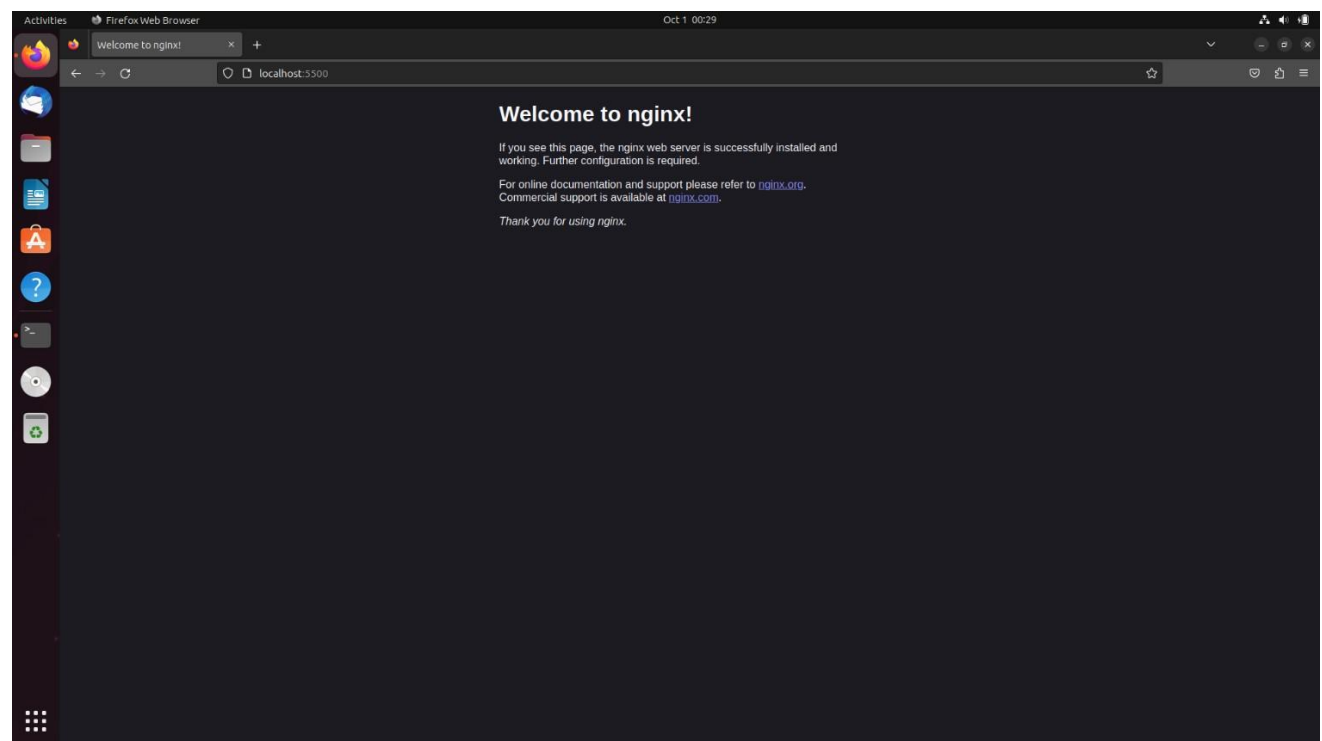 Activities Firefox Web Browser Oct 1 00:29
Welcome to nginx!
localhost:5500
Welcome to nginx!
If you see this page, the nginx web server is successfully installed and
working. Further configuration is required.
For online documentation and support please refer to nginx.org.
Commercial support is available at nginx.com.
Thank you for using nginx.